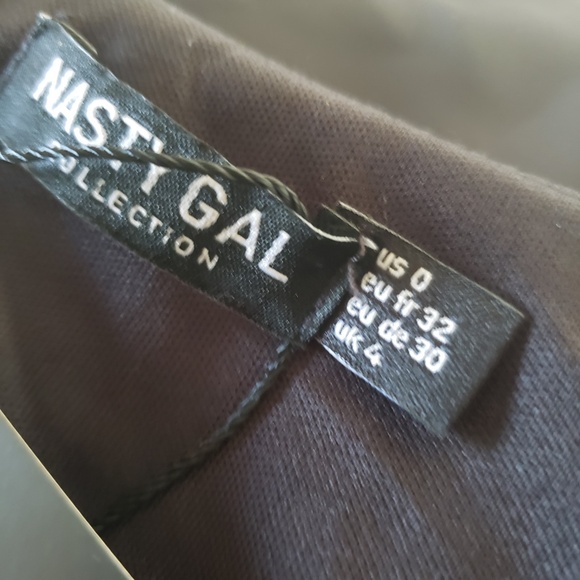 NASTY GAL
COLLECTION
us 0
eu fr 32
eu de 30
uk 4